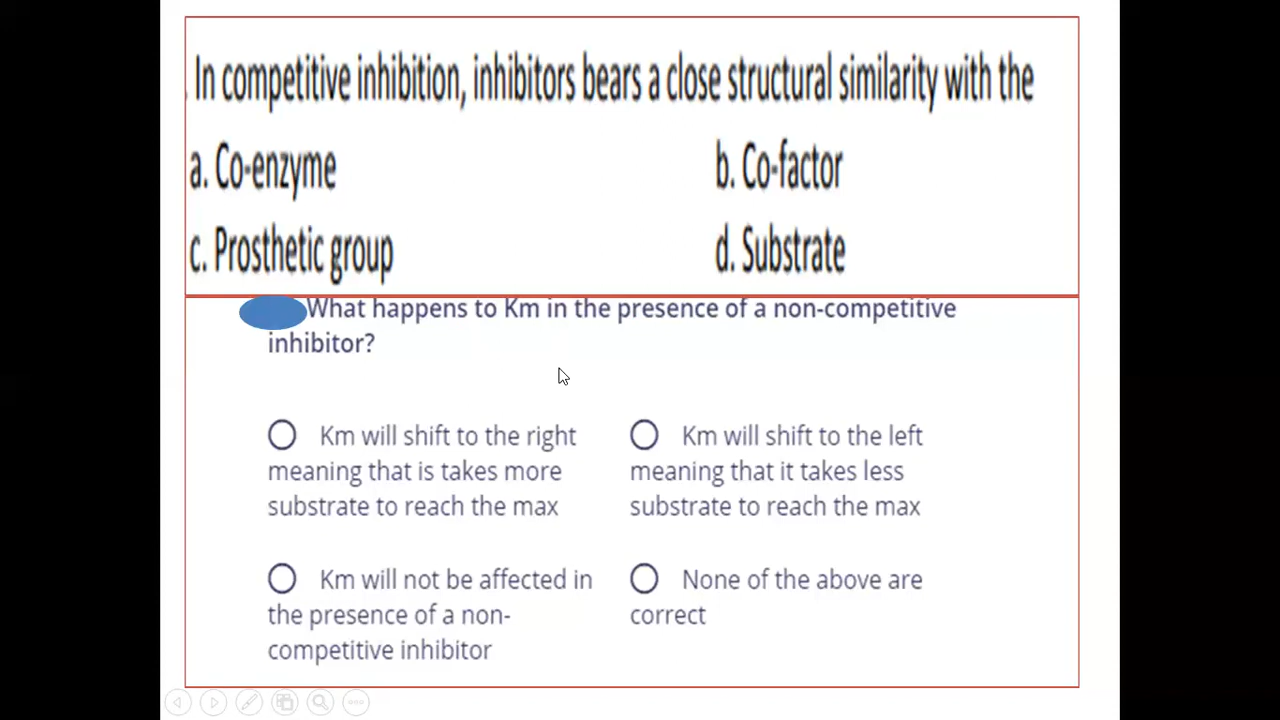 . In competitive inhibition, inhibitors bears a close structural similarity with the
a. Co-enzyme b. Co-factor
c. Prosthetic group d. Substrate
What happens to Km in the presence of a non-competitive
inhibitor?
Km will shift to the right
meaning that is takes more
substrate to reach the max
Km will shift to the left
meaning that it takes less
substrate to reach the max
Km will not be affected in
the presence of a non-
competitive inhibitor
None of the above are
correct